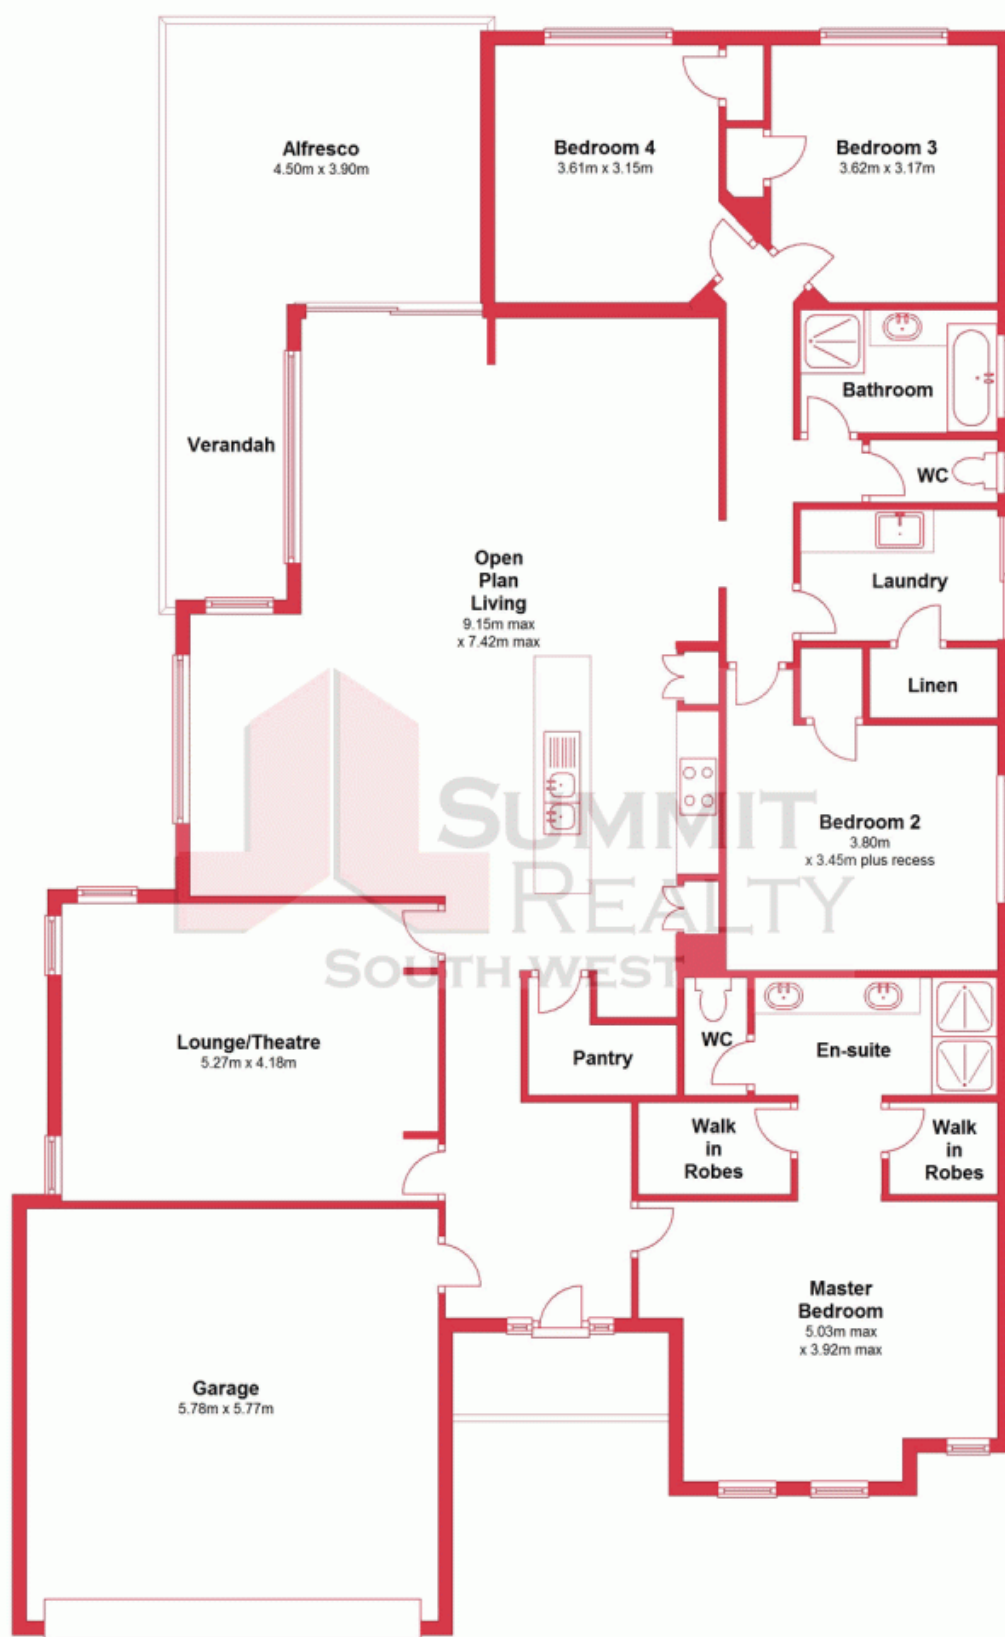 Alfresco
4.50m x 3.90m
Bedroom 4
3.61m x 3.15m
Bedroom 3
3.62m x 3.17m
Bathroom
Verandah
WC
Open
Plan
Living
9.15m max
x 7.42m max
Laundry
Linen
Bedroom 2
3.80m
x 3.45m plus recess
SUMMIT
REALTY
SOUTH WEST
Lounge/Theatre
5.27m x 4.18m
Pantry
WC
En-suite
Walk
in
Robes
Walk
in
Robes
Master
Bedroom
5.03m max
x 3.92m max
Garage
5.78m x 5.77m